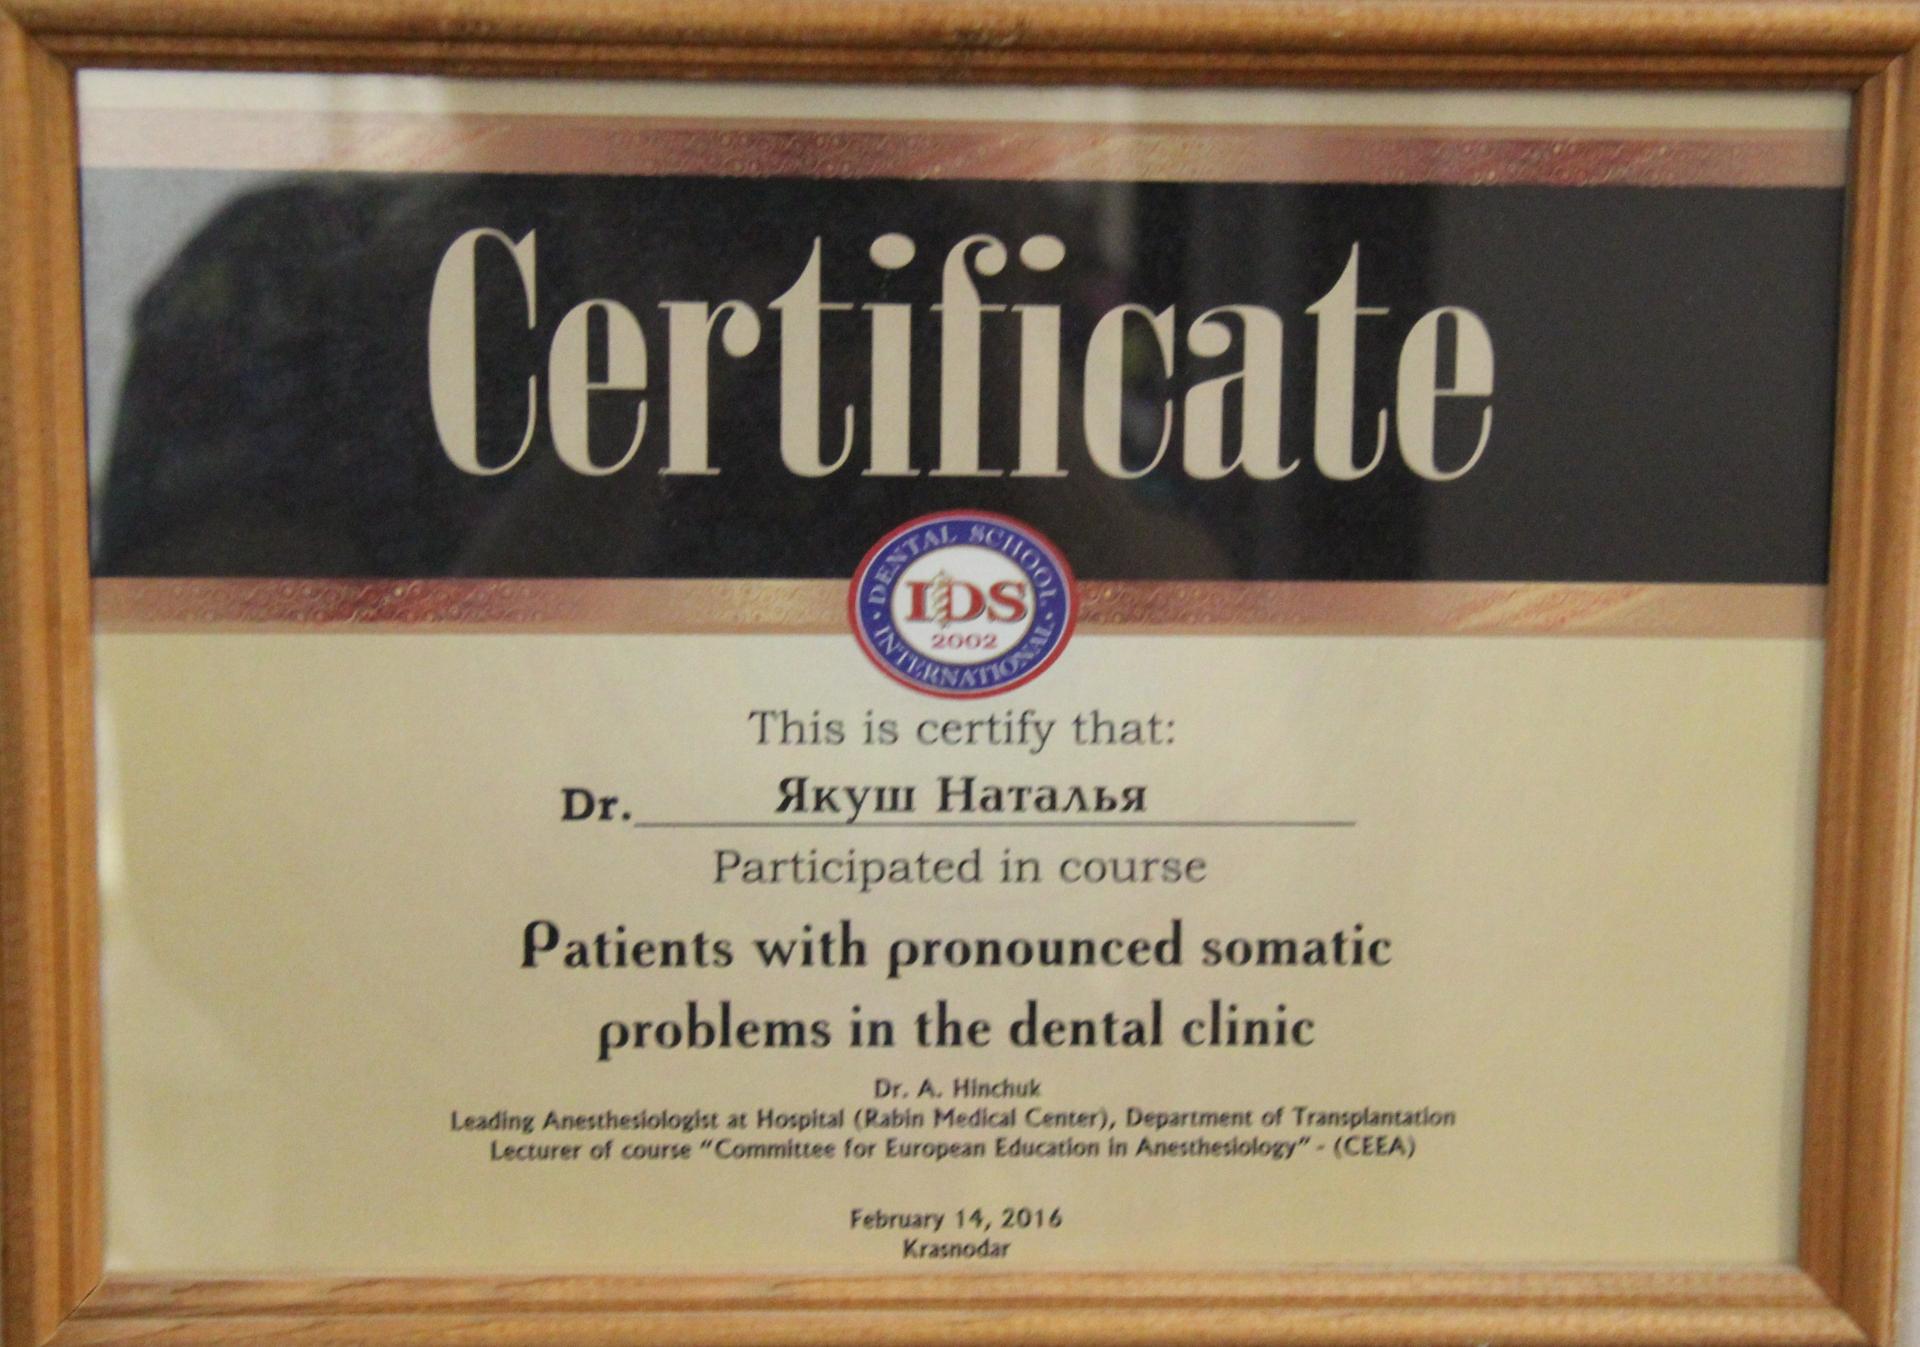 Certificate
DENTAL SCHOOL
IDS
2002
INTERNATIONAL
This is certify that:
Dr. Якуш Наталья
Participated in course
Patients with pronounced somatic
problems in the dental clinic
Dr. A. Hinchuk
Leading Anesthesiologist at Hospital (Rabin Medical Center), Department of Transplantation
Lecturer of course "Committee for European Education in Anesthesiology" - (CEEA)
February 14, 2016
Krasnodar